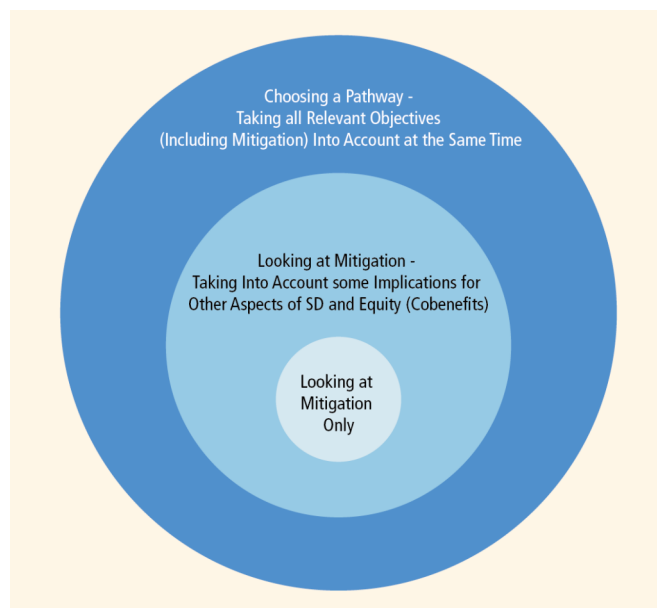 Choosing a Pathway -
Taking all Relevant Objectives
(Including Mitigation) Into Account at the Same Time
Looking at Mitigation -
Taking Into Account some Implications for
Other Aspects of SD and Equity (Cobenefits)
Looking at
Mitigation
Only